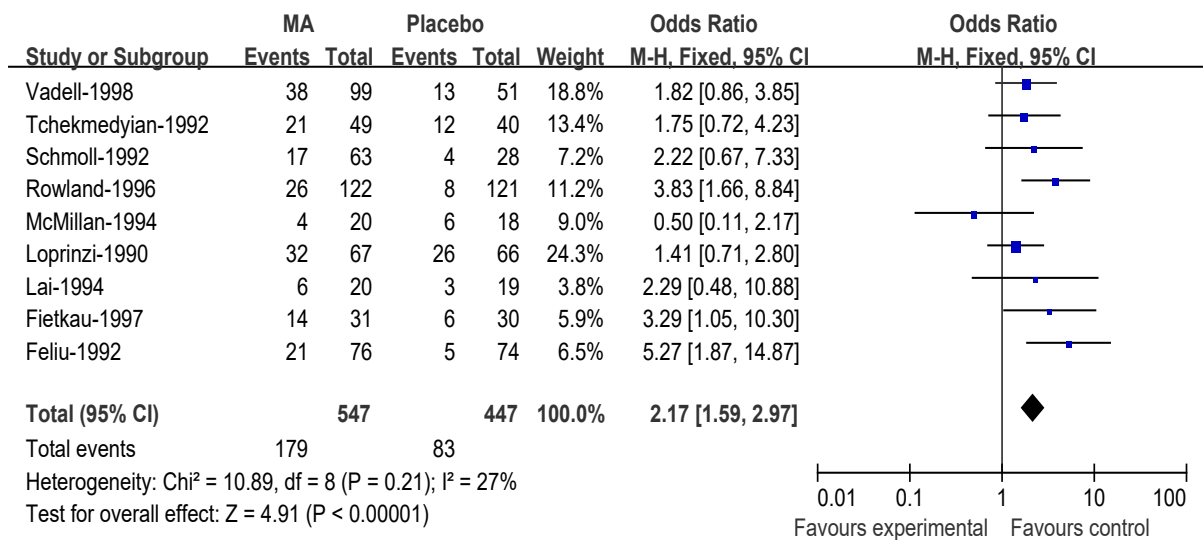 MA Placebo Odds Ratio Odds Ratio
Study or Subgroup Events Total Events Total Weight M-H, Fixed, 95% CI M-H, Fixed, 95% CI
Vadell-1998 38 99 13 51 18.8% 1.82 [0.86, 3.85]
Tchekmedyian-1992 21 49 12 40 13.4% 1.75 [0.72, 4.23]
Schmoll-1992 17 63 4 28 7.2% 2.22 [0.67, 7.33]
Rowland-1996 26 122 8 121 11.2% 3.83 [1.66, 8.84]
McMillan-1994 4 20 6 18 9.0% 0.50 [0.11, 2.17]
Loprinzi-1990 32 67 26 66 24.3% 1.41 [0.71, 2.80]
Lai-1994 6 20 3 19 3.8% 2.29 [0.48, 10.88]
Fietkau-1997 14 31 6 30 5.9% 3.29 [1.05, 10.30]
Feliu-1992 21 76 5 74 6.5% 5.27 [1.87, 14.87]
Total (95% CI) 547 447 100.0% 2.17 [1.59, 2.97]
Total events 179 83
Heterogeneity: Chi² = 10.89, df = 8 (P = 0.21); I² = 27%
Test for overall effect: Z = 4.91 (P < 0.00001)
0.01 0.1 1 10 100
Favours experimental Favours control